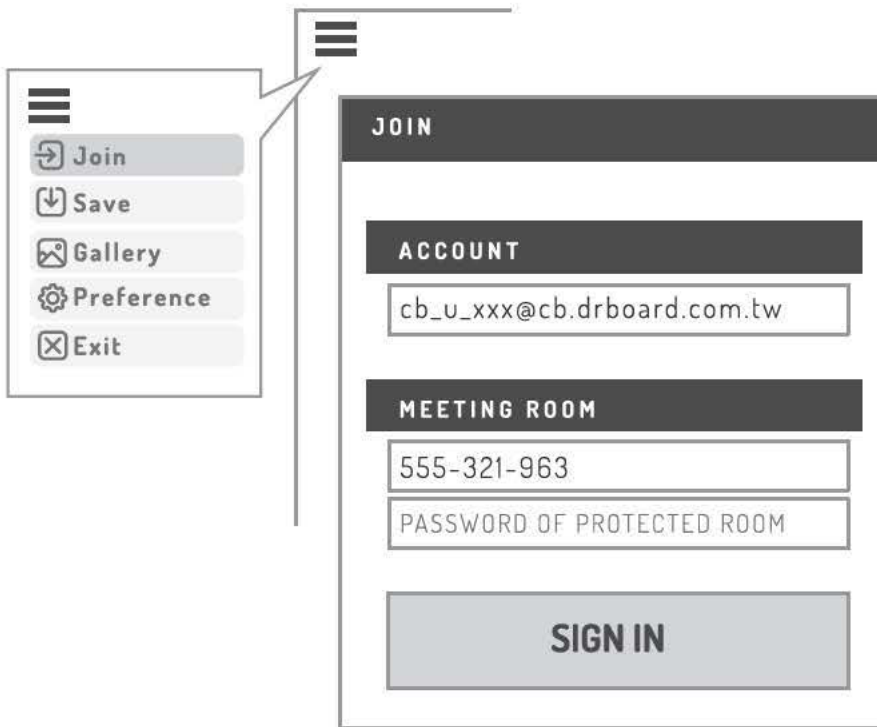 Join
Save
Gallery
Preference
Exit
JOIN
ACCOUNT
cb_u_xxx@cb.drboard.com.tw
MEETING ROOM
555-321-963
PASSWORD OF PROTECTED ROOM
SIGN IN